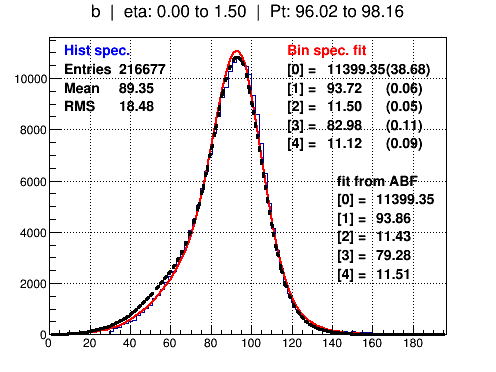 b | eta: 0.00 to 1.50 | Pt: 96.02 to 98.16
Hist spec.
Entries 216677
Mean 89.35
RMS 18.48
Bin spec. fit
[0] = 11399.35(38.68)
[1] = 93.72 (0.06)
[2] = 11.50 (0.05)
[3] = 82.98 (0.11)
[4] = 11.12 (0.09)
fit from ABF
[0] = 11399.35
[1] = 93.86
[2] = 11.43
[3] = 79.28
[4] = 11.51
10000
8000
6000
4000
2000
0
0 20 40 60 80 100 120 140 160 180